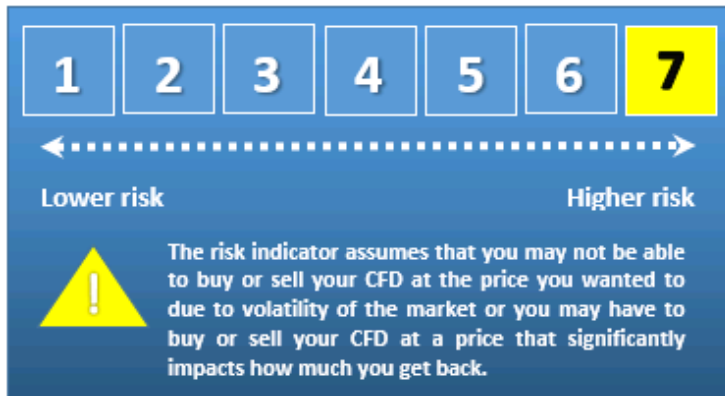 1 2 3 4 5 6 7
Lower risk Higher risk
!
The risk indicator assumes that you may not be able
to buy or sell your CFD at the price you wanted to
due to volatility of the market or you may have to
buy or sell your CFD at a price that significantly
impacts how much you get back.